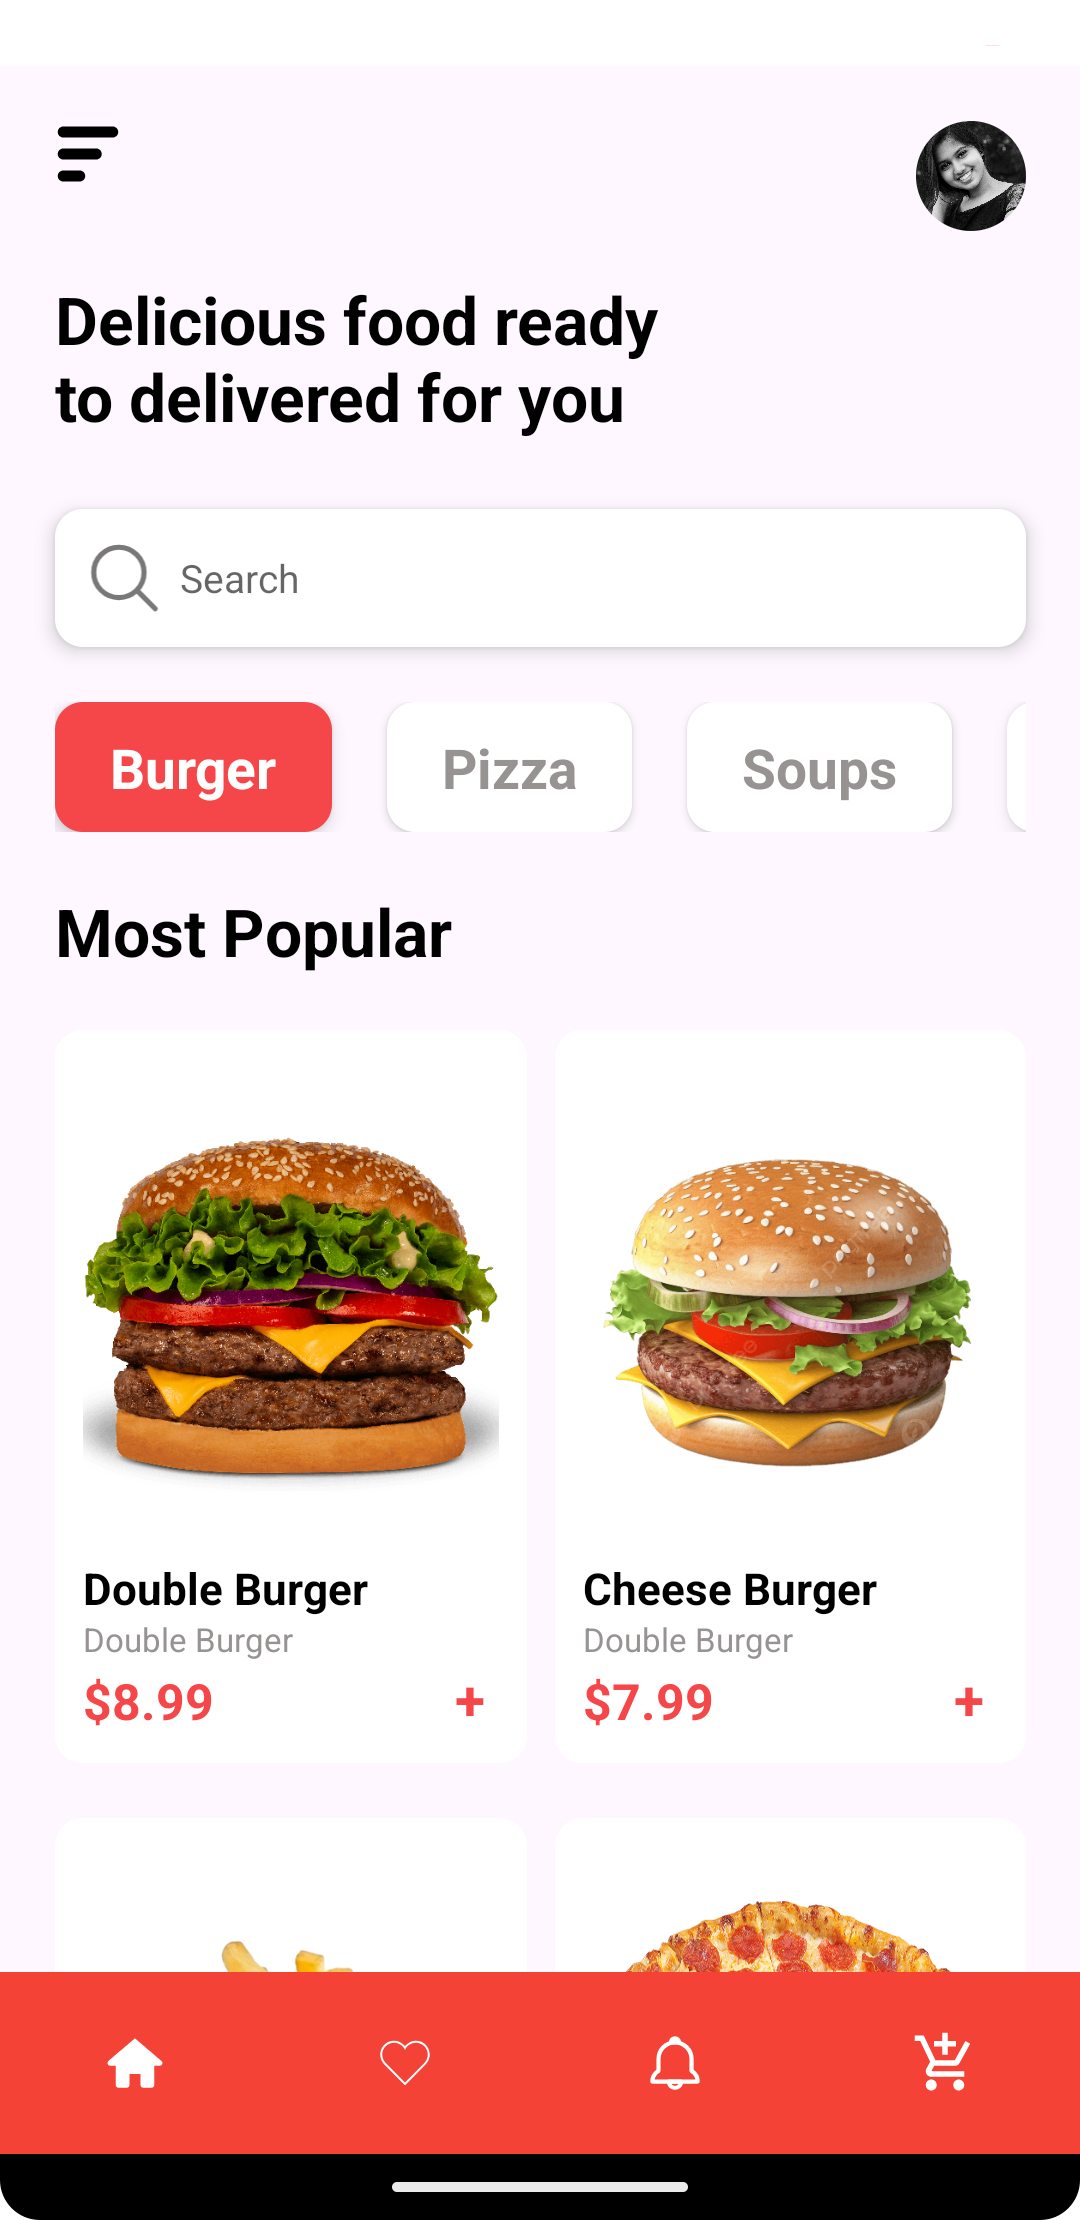 Delicious food ready
to delivered for you
Search
Burger
Pizza
Soups
Most Popular
Double Burger
Double Burger
$8.99
+
Cheese Burger
Double Burger
$7.99
+